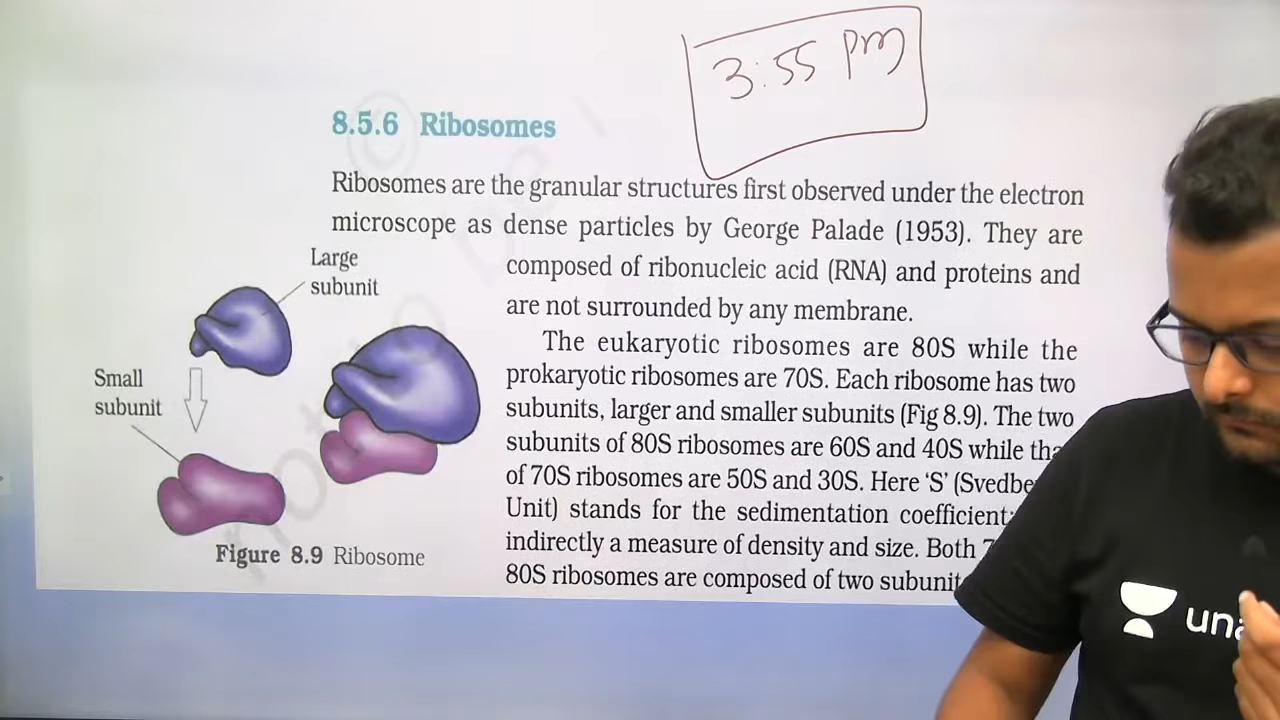 3:55 pm
8.5.6 Ribosomes
Ribosomes are the granular structures first observed under the electron
microscope as dense particles by George Palade (1953). They are
composed of ribonucleic acid (RNA) and proteins and
are not surrounded by any membrane.
The eukaryotic ribosomes are 80S while the
prokaryotic ribosomes are 70S. Each ribosome has two
subunits, larger and smaller subunits (Fig 8.9). The two
subunits of 80S ribosomes are 60S and 40S while
of 70S ribosomes are 50S and 30S. Here ‘S’
Unit) stands for the sedimentation coefficient;
indirectly a measure of density and size. Both
80S ribosomes are composed of two
Large
subunit
Small
subunit
Figure 8.9 Ribosome
una